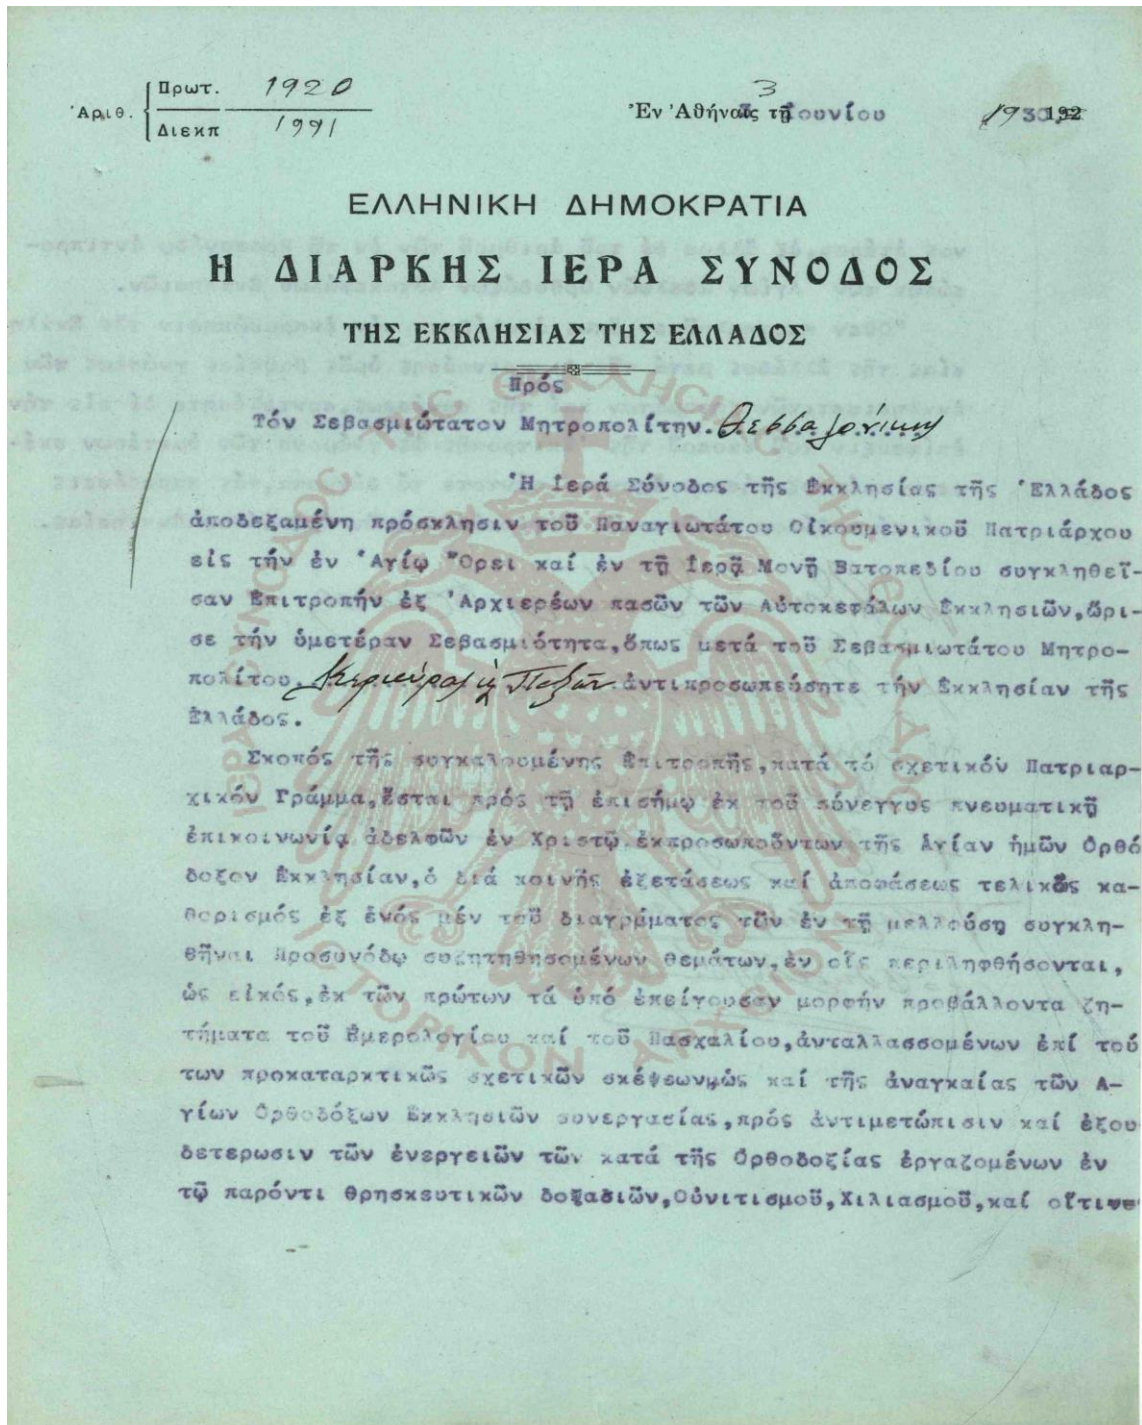 Ἀριθ. Πρωτ. 1920
Διεκπ 1991
Ἐν Ἀθήναις τῇ 3 Ἰουνίου 1930
192
ΕΛΛΗΝΙΚΗ ΔΗΜΟΚΡΑΤΙΑ
Η ΔΙΑΡΚΗΣ ΙΕΡΑ ΣΥΝΟΔΟΣ
ΤΗΣ ΕΚΚΛΗΣΙΑΣ ΤΗΣ ΕΛΛΑΔΟΣ
Πρός
Τόν Σεβασμιώτατον Μητροπολίτην. Θεσσαλονίκης
Ἡ Ἱερά Σύνοδος τῆς Ἐκκλησίας τῆς Ἑλλάδος
ἀποδεξαμένη πρόσκλησιν τοῦ Παναγιωτάτου Οἰκουμενικοῦ Πατριάρχου
εἰς τήν ἐν Ἁγίῳ Ὄρει καί ἐν τῇ Ἱερᾷ Μονῇ Βατοπεδίου συγκληθεῖ-
σαν Ἐπιτροπήν ἐξ Ἀρχιερέων πασῶν τῶν Αὐτοκεφάλων Ἐκκλησιῶν,ὥρι-
σε τήν ὑμετέραν Σεβασμιότητα,ὅπως μετά τοῦ Σεβασμιωτάτου Μητρο-
πολίτου Κερκύρας κ Παξῶν ἀντιπροσωπεύσητε τήν Ἐκκλησίαν τῆς
Ἑλλάδος.
Σκοπός τῆς συγκαλουμένης Ἐπιτροπῆς,κατά τό σχετικόν Πατριαρ-
χικόν Γράμμα,ἔσται πρός τῇ ἐπισήμῳ ἐκ τοῦ σύνεγγυς πνευματικῇ
ἐπικοινωνίᾳ ἀδελφῶν ἐν Χριστῷ ἐκπροσωπούντων τῆς Ἁγίαν ἡμῶν Ὀρθό
δοξον Ἐκκλησίαν,ὁ διά κοινῆς ἐξετάσεως καί ἀποφάσεως τελικός κα-
θορισμός ἐξ ἑνός μέν τοῦ διαγράμματος τῶν ἐν τῇ μελλούσῃ συγκλη-
θῆναι Προσυνόδῳ συζητηθησομένων θεμάτων,ἐν οἷς περιληφθήσονται,
ὡς εἰκός,ἐκ τῶν πρώτων τά ὑπό ἐπείγουσαν μορφήν προβάλλοντα ζη-
τήματα τοῦ Ἡμερολογίου καί τοῦ Πασχαλίου,ἀνταλλασσομένων ἐπί τού
των προκαταρκτικῶς σχετικῶν σκέψεων,ὡς καί τῆς ἀναγκαίας τῶν Ἁ-
γίων Ὀρθοδόξων Ἐκκλησιῶν συνεργασίας,πρός ἀντιμετώπισιν καί ἐξου
δετέρωσιν τῶν ἐνεργειῶν τῶν κατά τῆς Ὀρθοδοξίας ἐργαζομένων ἐν
τῷ παρόντι θρησκευτικῶν δοξασιῶν,Οὐνιτισμοῦ,Χιλιασμοῦ,καί οἵτινε